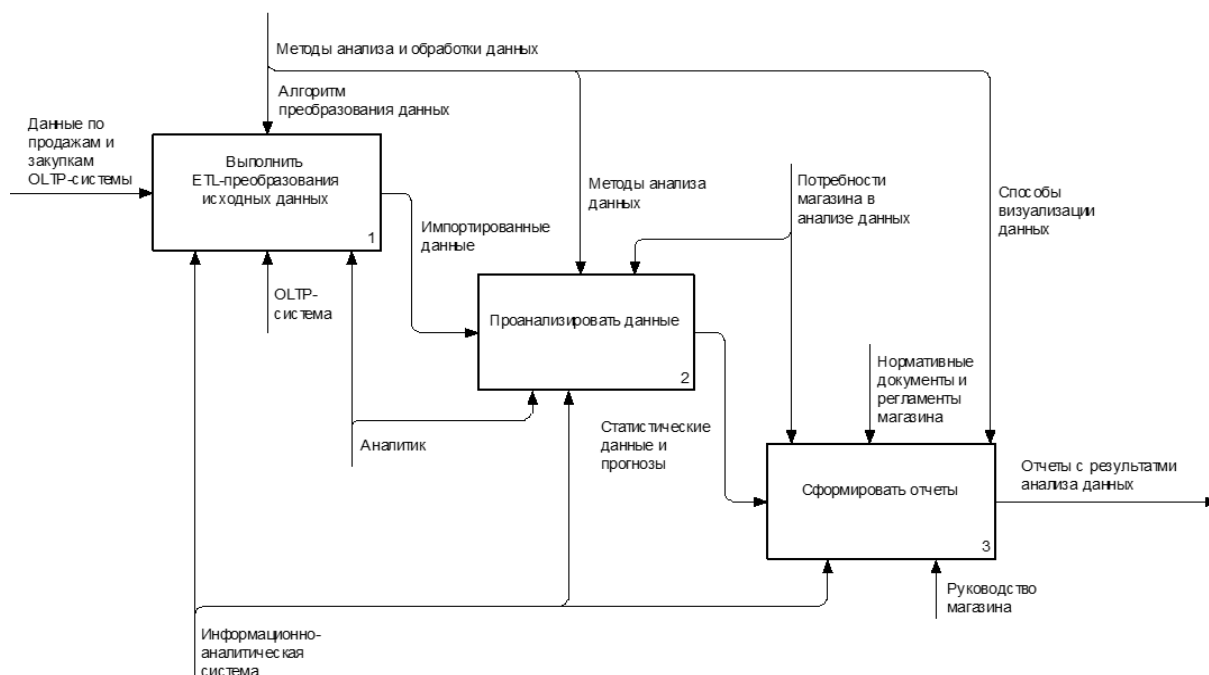 Методы анализа и обработки данных
Алгоритм
преобразования данных
Данные по
продажам и
закупкам
OLTP-системы
Выполнить
ETL-преобразования
исходных данных
1
Импортированные
данные
OLTP-
система
Методы анализа
данных
Потребности
магазина в
анализе данных
Способы
визуализации
данных
Проанализировать данные
2
Аналитик
Статистические
данные и
прогнозы
Нормативные
документы и
регламенты
магазина
Сформировать отчеты
3
Отчеты с результатми
анализа данных
Руководство
магазина
Информационно-
аналитическая
система